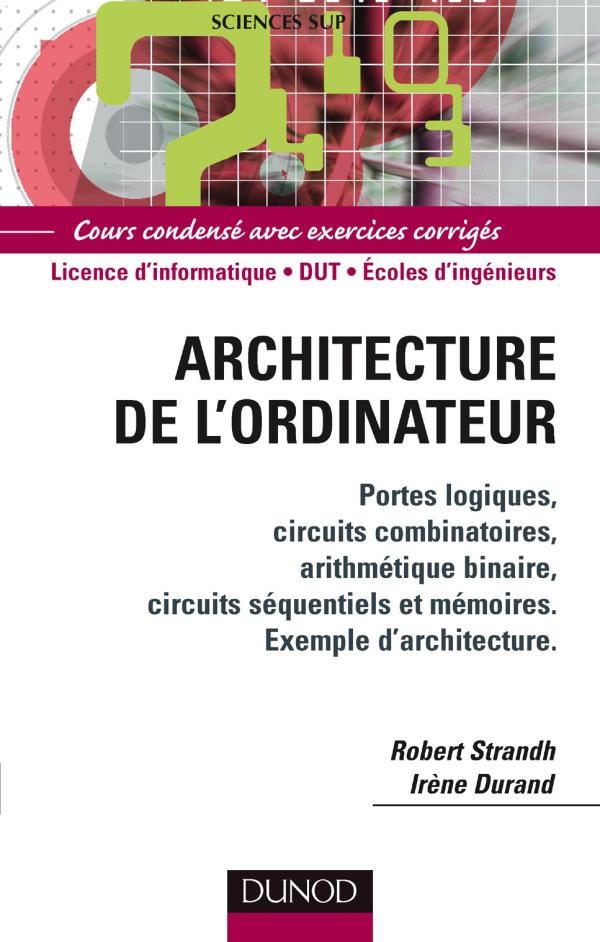 SCIENCES SUP
Cours condensé avec exercices corrigés
Licence d'informatique • DUT • Écoles d'ingénieurs
ARCHITECTURE
DE L'ORDINATEUR
Portes logiques,
circuits combinatoires,
arithmétique binaire,
circuits séquentiels et mémoires.
Exemple d'architecture.
Robert Strandh
Irène Durand
DUNOD